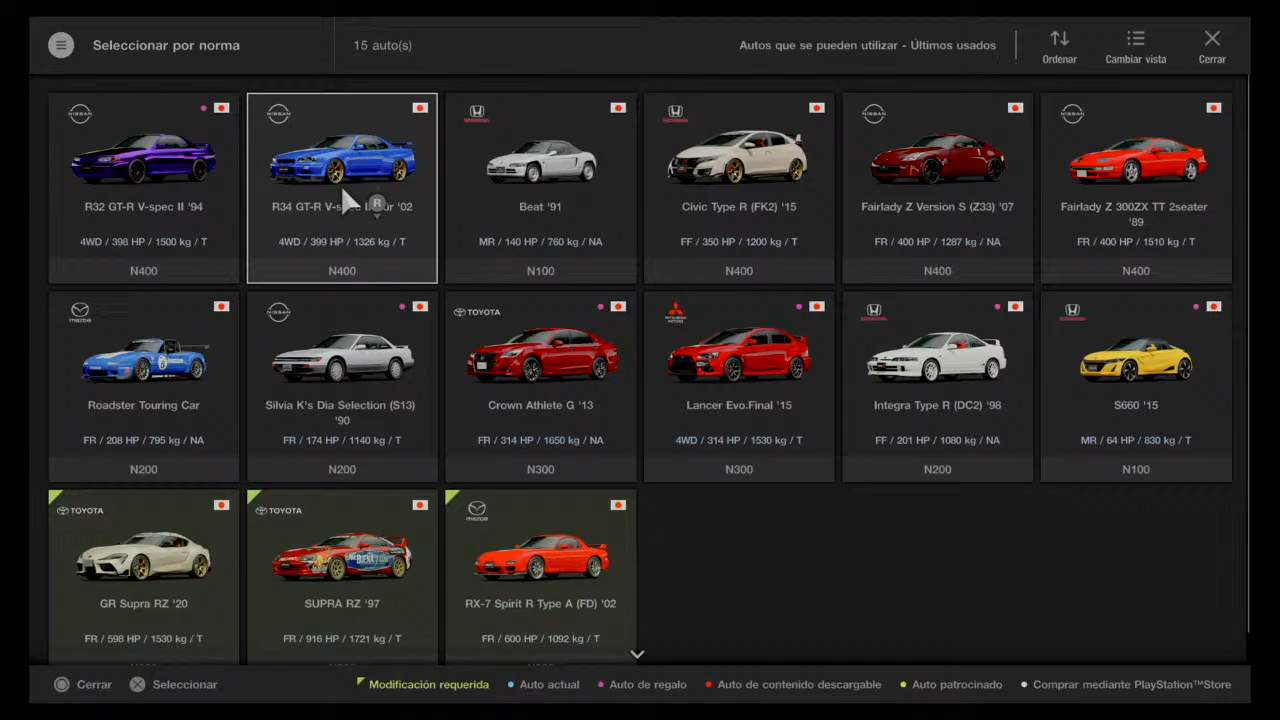 Seleccionar por norma
15 auto(s)
Autos que se pueden utilizar - Últimos usados
Ordenar
Cambiar vista
Cerrar
NISSAN
R32 GT-R V-spec II '94
4WD / 398 HP / 1500 kg / T
N400
NISSAN
R34 GT-R V-spec II Nür '02
4WD / 399 HP / 1326 kg / T
N400
R
Beat '91
MR / 140 HP / 760 kg / NA
N100
Civic Type R (FK2) '15
FF / 350 HP / 1200 kg / T
N400
NISSAN
Fairlady Z Version S (Z33) '07
FR / 400 HP / 1287 kg / NA
N400
NISSAN
Fairlady Z 300ZX TT 2seater
'89
FR / 400 HP / 1510 kg / T
N400
mazda
Roadster Touring Car
FR / 208 HP / 795 kg / NA
N200
NISSAN
Silvia K's Dia Selection (S13)
'90
FR / 174 HP / 1140 kg / T
N200
TOYOTA
Crown Athlete G '13
FR / 314 HP / 1650 kg / NA
N300
MITSUBISHI
MOTORS
Lancer Evo.Final '15
4WD / 314 HP / 1530 kg / T
N300
Integra Type R (DC2) '98
FF / 201 HP / 1080 kg / NA
N200
S660 '15
MR / 64 HP / 830 kg / T
N100
TOYOTA
GR Supra RZ '20
FR / 598 HP / 1530 kg / T
TOYOTA
SUPRA RZ '97
FR / 916 HP / 1721 kg / T
mazda
RX-7 Spirit R Type A (FD) '02
FR / 600 HP / 1092 kg / T
Cerrar
Seleccionar
Modificación requerida
Auto actual
Auto de regalo
Auto de contenido descargable
Auto patrocinado
Comprar mediante PlayStation™Store